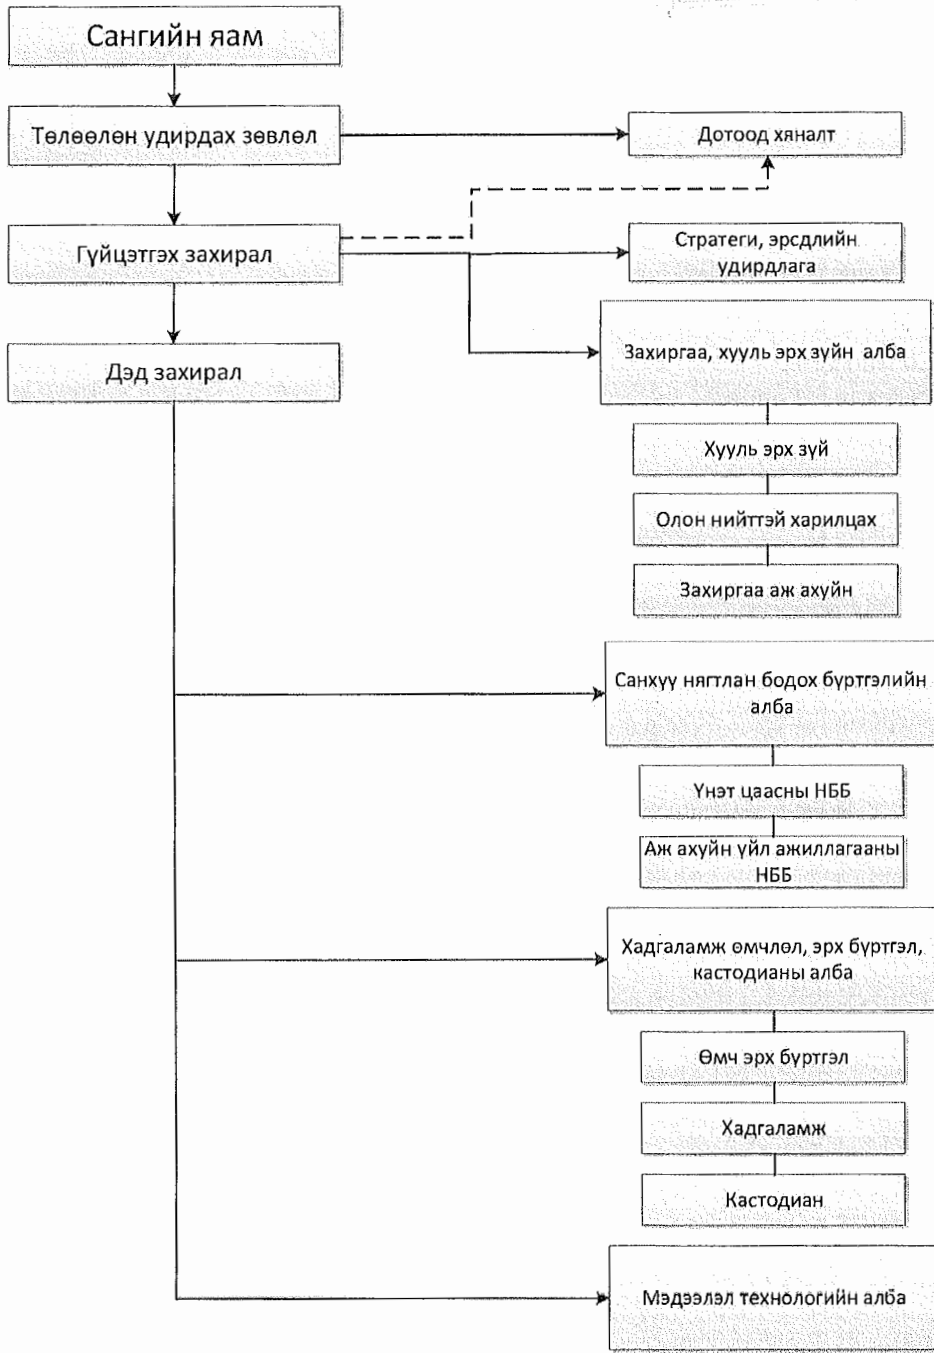 Сангийн яам
Төлөөлөн удирдах зөвлөл
Дотоод хяналт
Гүйцэтгэх захирал
Стратеги, эрсдлийн
удирдлага
Захиргаа, хууль эрх зүйн алба
Дэд захирал
Хууль эрх зүй
Олон нийттэй харилцах
Захиргаа аж ахуйн
Санхүү нягтлан бодох бүртгэлийн
алба
Үнэт цаасны НББ
Аж ахуйн үйл ажиллагааны
НББ
Хадгаламж өмчлөл, эрх бүртгэл,
кастодианы алба
Өмч эрх бүртгэл
Хадгаламж
Кастодиан
Мэдээлэл технологийн алба